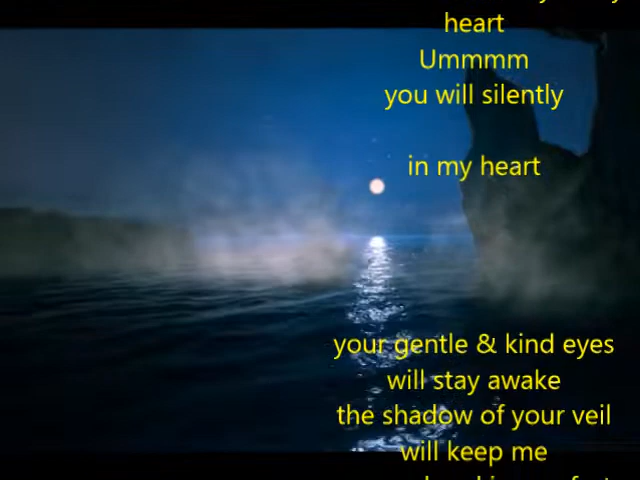 heart
Ummmm
you will silently
in my heart
your gentle & kind eyes
will stay awake
the shadow of your veil
will keep me